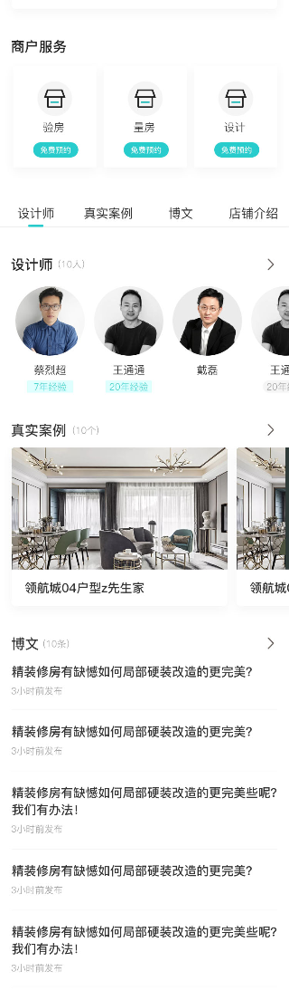 商户服务
验房
量房
设计
免费预约
免费预约
免费预约
设计师
真实案例
博文
店铺介绍
设计师 (10人)
蔡烈超
王通通
戴磊
王通
7年经验
20年经验
20年
真实案例 (10个)
领航城04户型z先生家
领航城0
博文 (10条)
精装修房有缺憾如何局部硬装改造的更完美?
3小时前发布
精装修房有缺憾如何局部硬装改造的更完美?
3小时前发布
精装修房有缺憾如何局部硬装改造的更完美些呢?
我们有办法!
3小时前发布
精装修房有缺憾如何局部硬装改造的更完美?
3小时前发布
精装修房有缺憾如何局部硬装改造的更完美些呢?
我们有办法!
3小时前发布